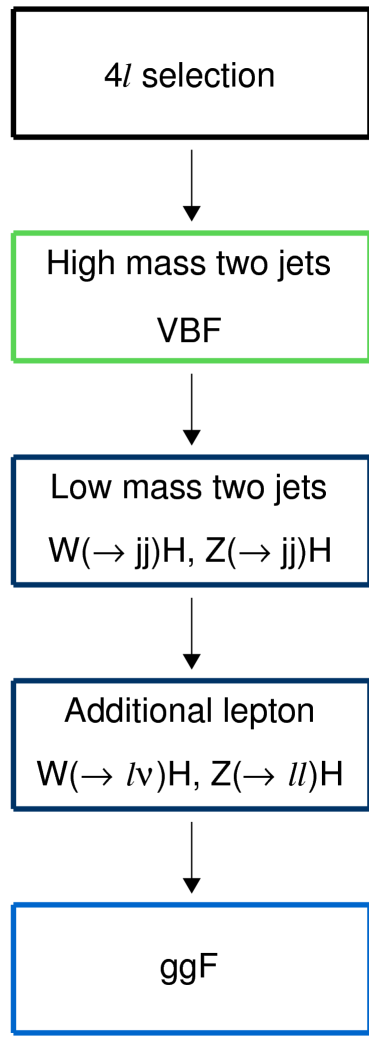 4l selection
High mass two jets
VBF
Low mass two jets
W(→ jj)H, Z(→ jj)H
Additional lepton
W(→ lν)H, Z(→ ll)H
ggF